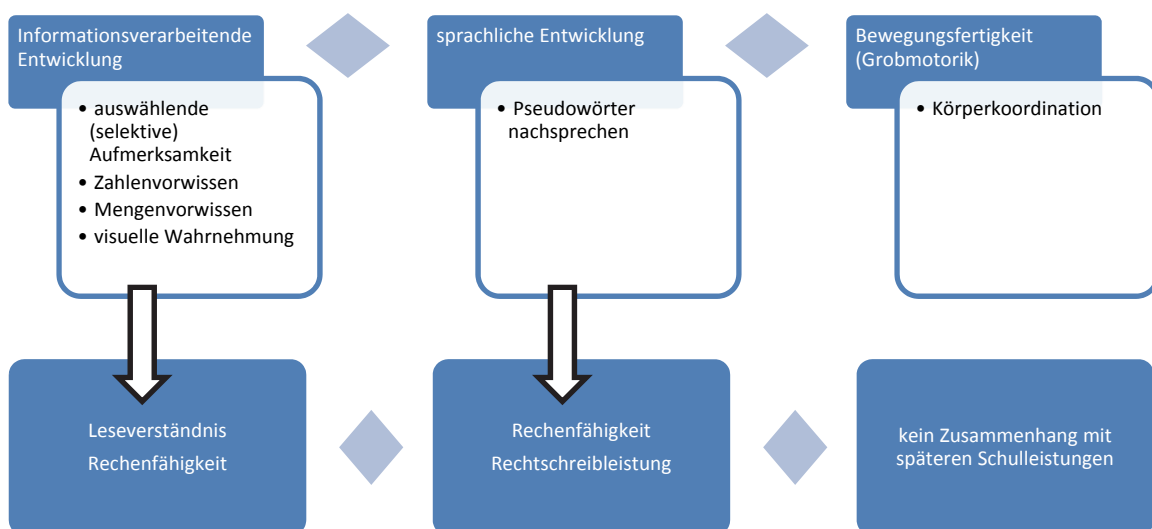 Informationsverarbeitende
Entwicklung
• auswählende
(selektive)
Aufmerksamkeit
• Zahlenvorwissen
• Mengenvorwissen
• visuelle Wahrnehmung
sprachliche Entwicklung
• Pseudowörter
nachsprechen
Bewegungsfertigkeit
(Grobmotorik)
• Körperkoordination
Leseverständnis
Rechenfähigkeit
Rechenfähigkeit
Rechtschreibleistung
kein Zusammenhang mit
späteren Schulleistungen